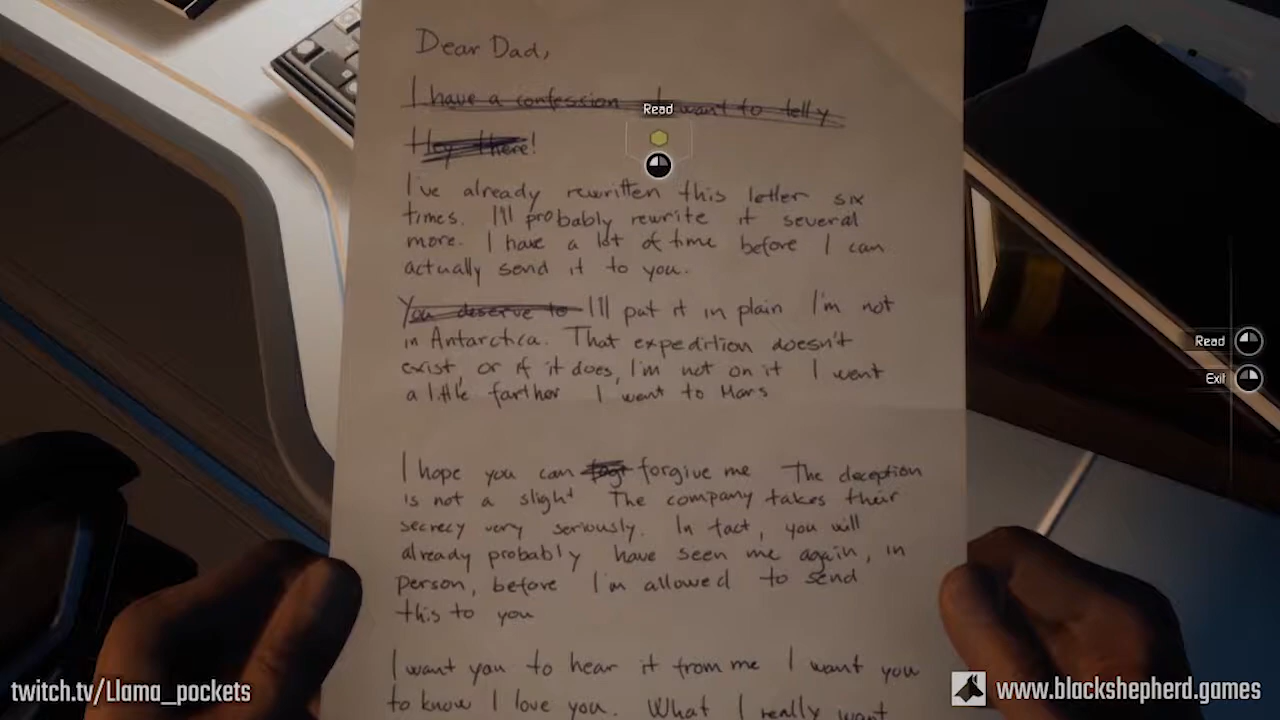 Dear Dad,
I have a confession I want to tell y
Read
Hey there!
I've already rewritten this letter six
times. I'll probably rewrite it several
more. I have a lot of time before I can
actually send it to you.
You deserve to I'll put it in plain I'm not
in Antarctica. That expedition doesn't
exist, or if it does, I'm not on it I went
a little farther I went to Mars
I hope you can forgive me The deception
is not a slight The company takes their
secrecy very seriously. In fact, you will
already probably have seen me again, in
person, before I'm allowed to send
this to you
I want you to hear it from me I want you
to know I love you. What I really want
Read
Exit
twitch.tv/Llama_pockets
www.blackshepherd.games